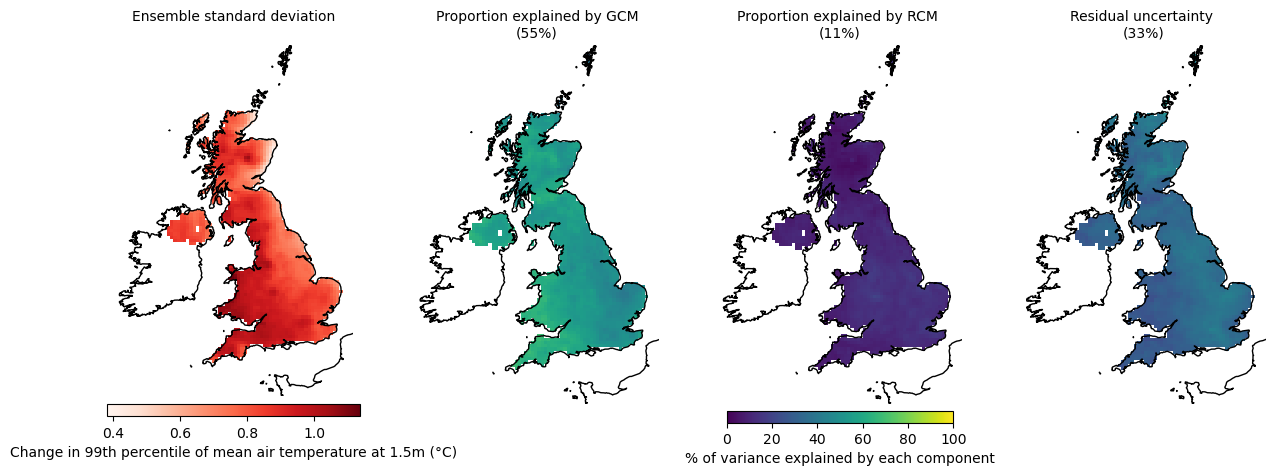 Ensemble standard deviation
Proportion explained by GCM
(55%)
Proportion explained by RCM
(11%)
Residual uncertainty
(33%)
0.4 0.6 0.8 1.0
Change in 99th percentile of mean air temperature at 1.5m (°C)
0 20 40 60 80 100
% of variance explained by each component